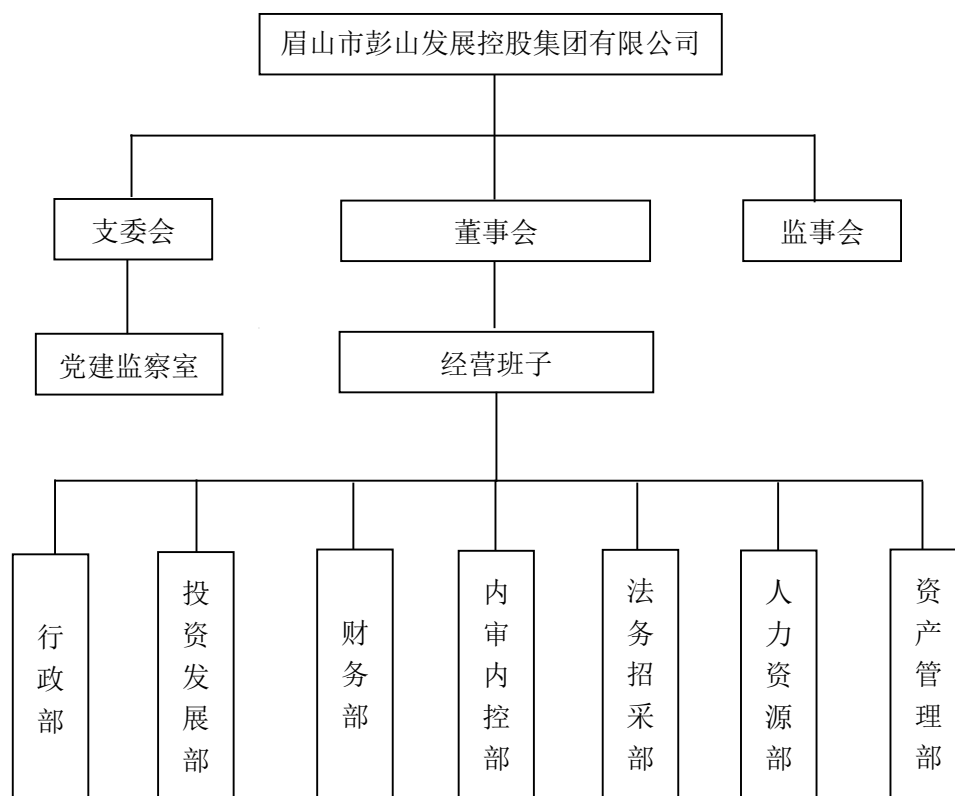 眉山市彭山发展控股集团有限公司
支委会
董事会
监事会
党建监察室
经营班子
行政部
投资发展部
财务部
内审内控部
法务招采部
人力资源部
资产管理部